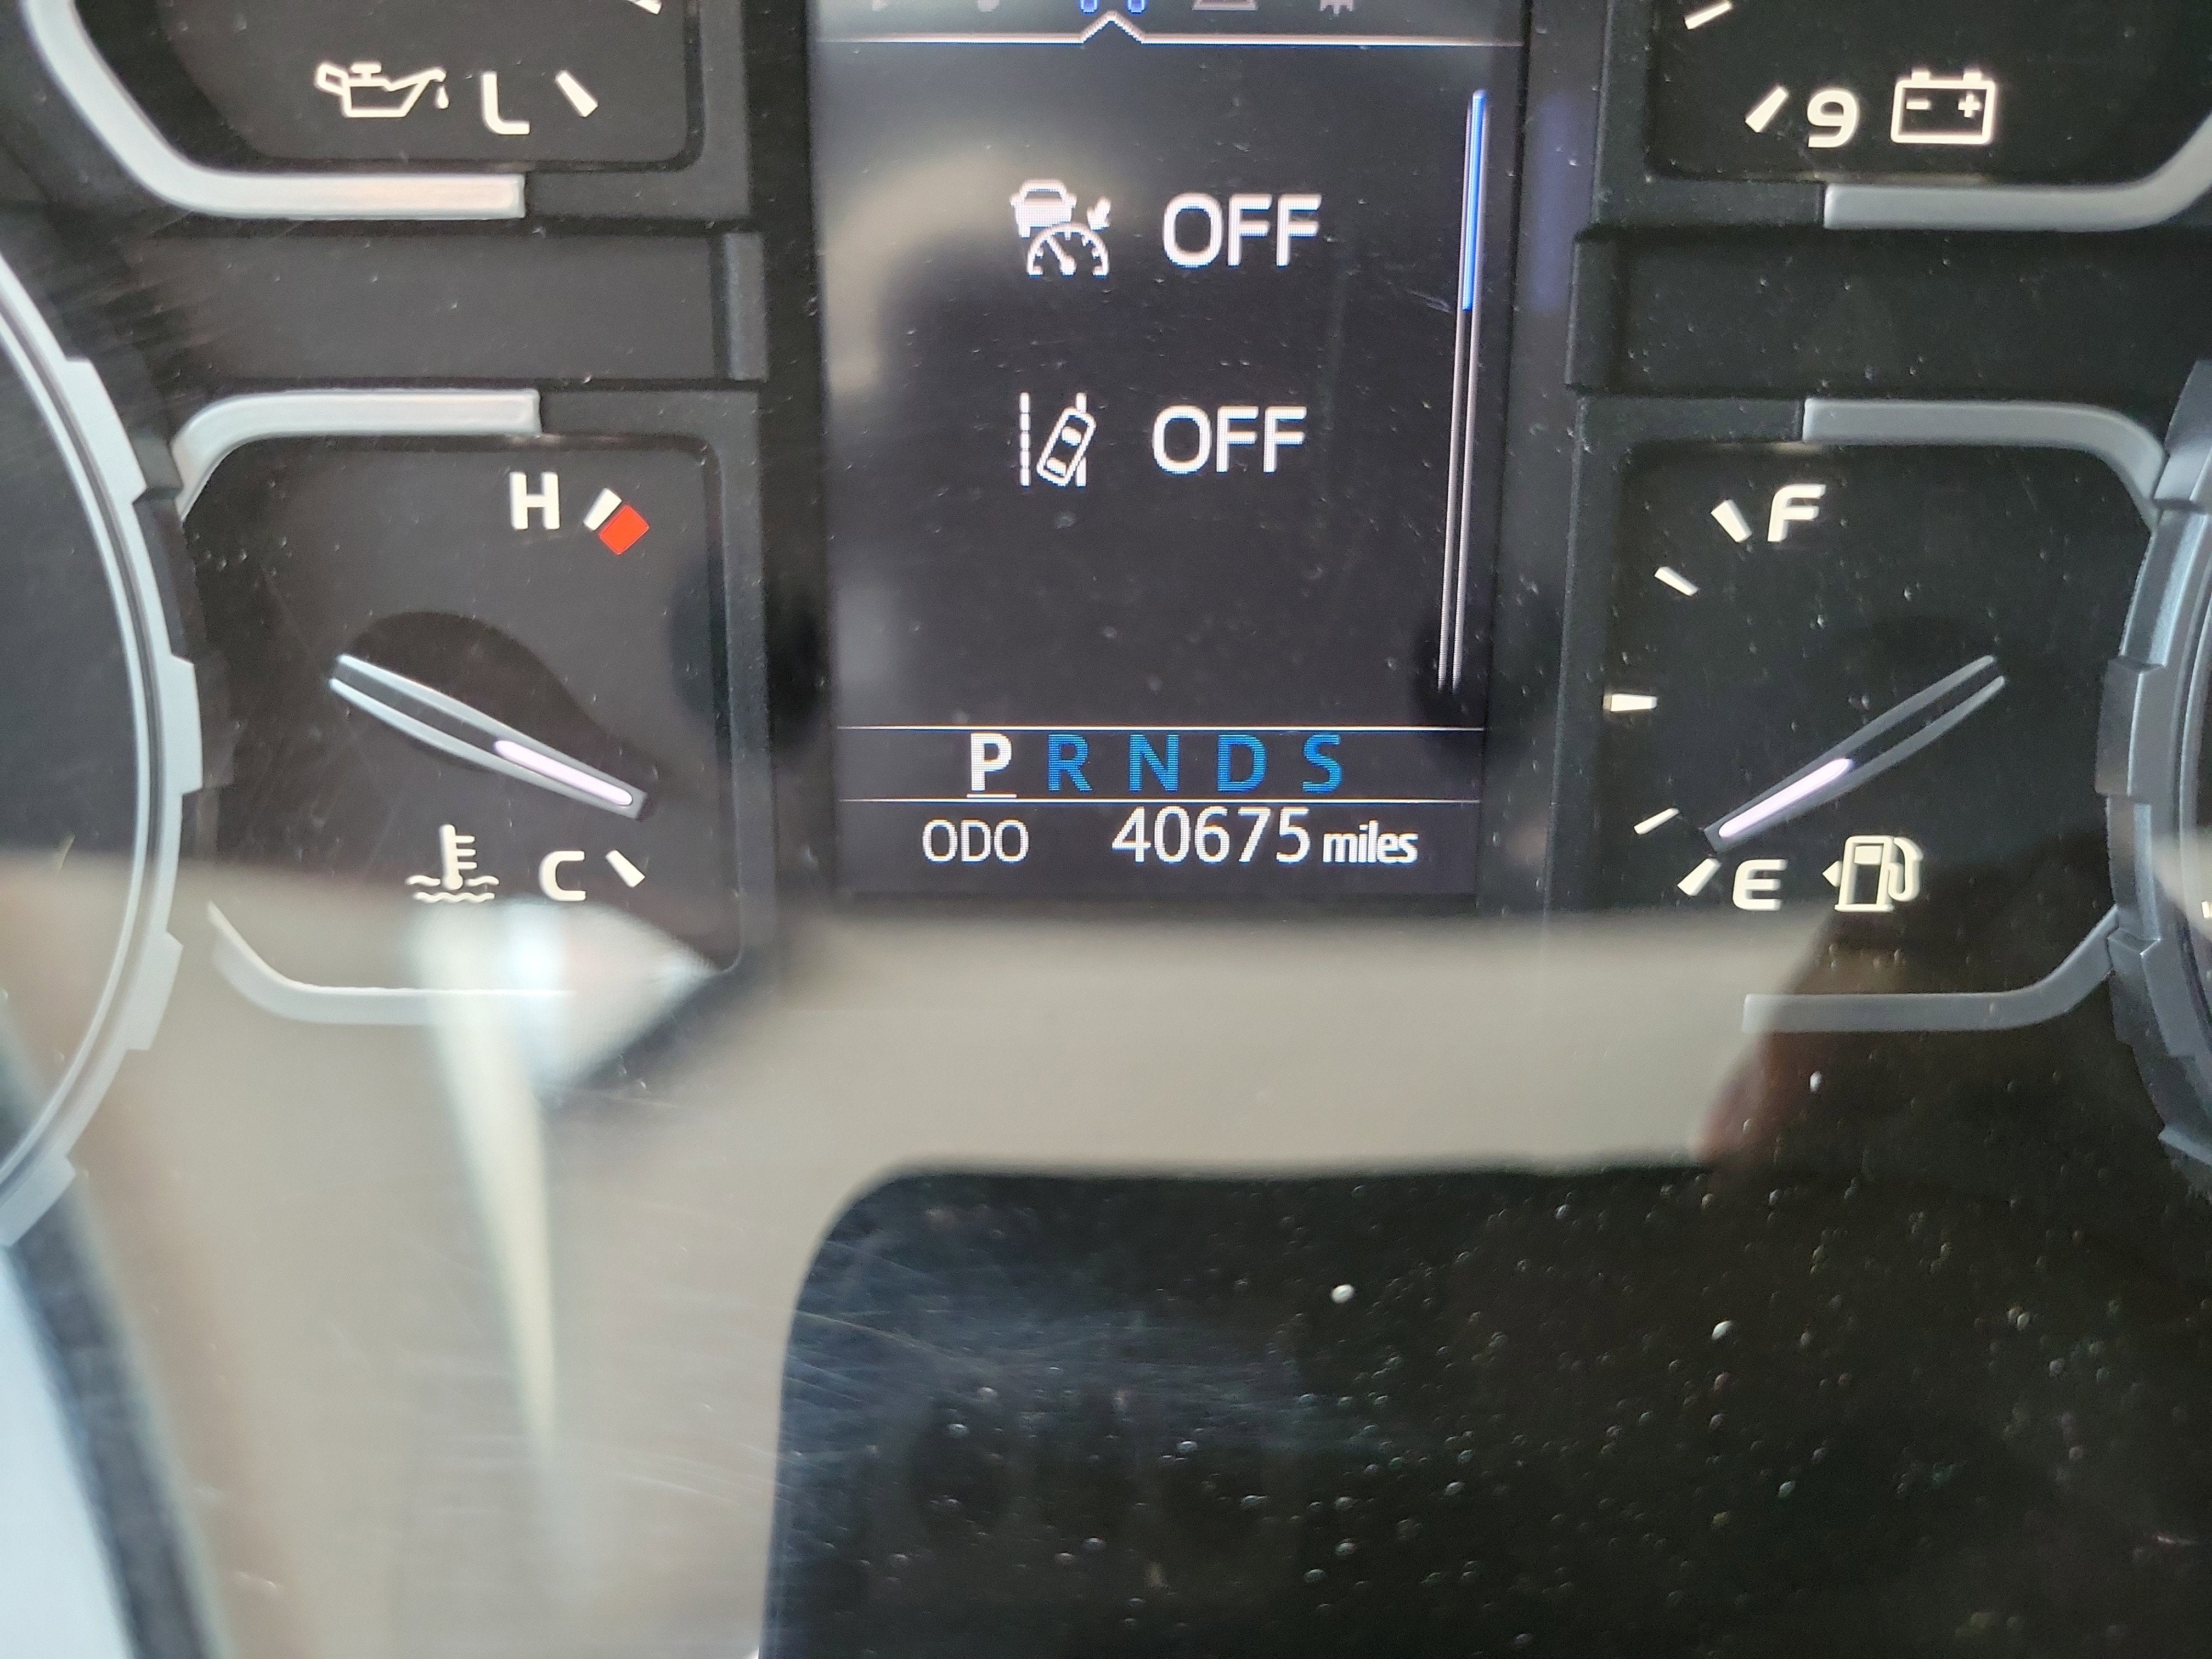 L
9
OFF
OFF
H
F
P R N D S
ODO 40675 miles
C
E